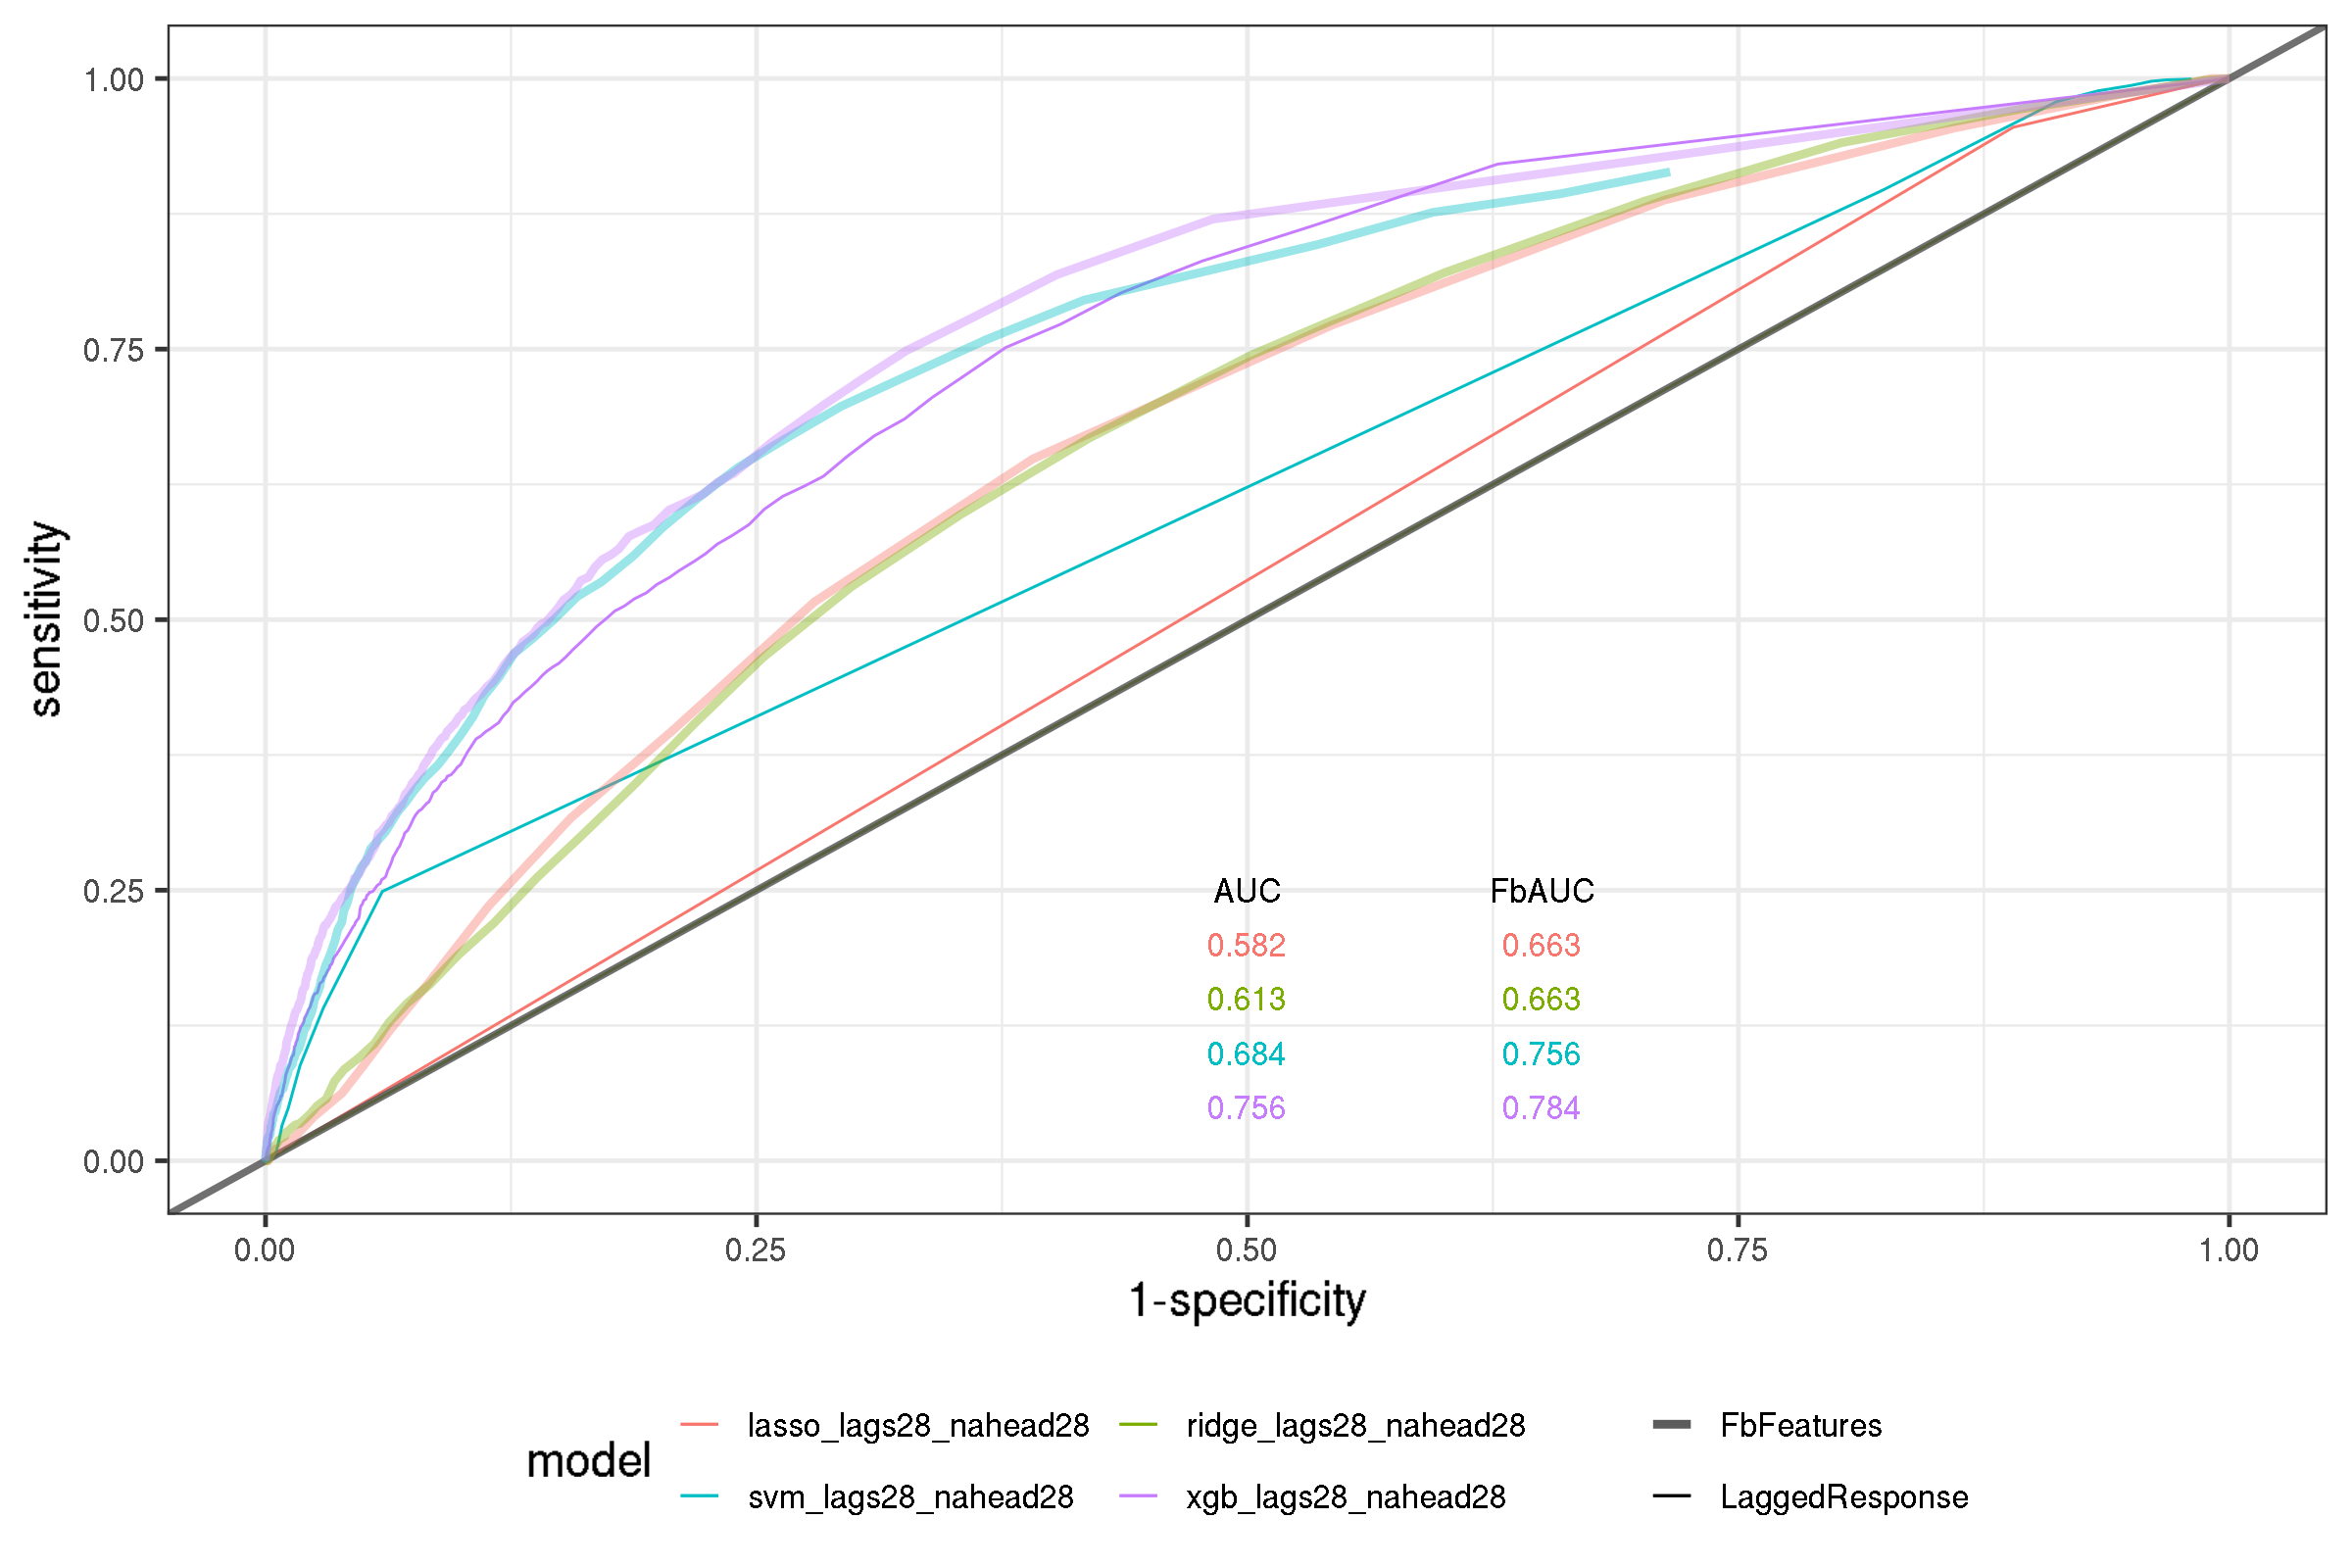 1.00
0.75
0.50
0.25
0.00
sensitivity
AUC FbAUC
0.582 0.663
0.613 0.663
0.684 0.756
0.756 0.784
0.00 0.25 0.50 0.75 1.00
1-specificity
model
lasso_lags28_nahead28 ridge_lags28_nahead28 FbFeatures
svm_lags28_nahead28 xgb_lags28_nahead28 LaggedResponse